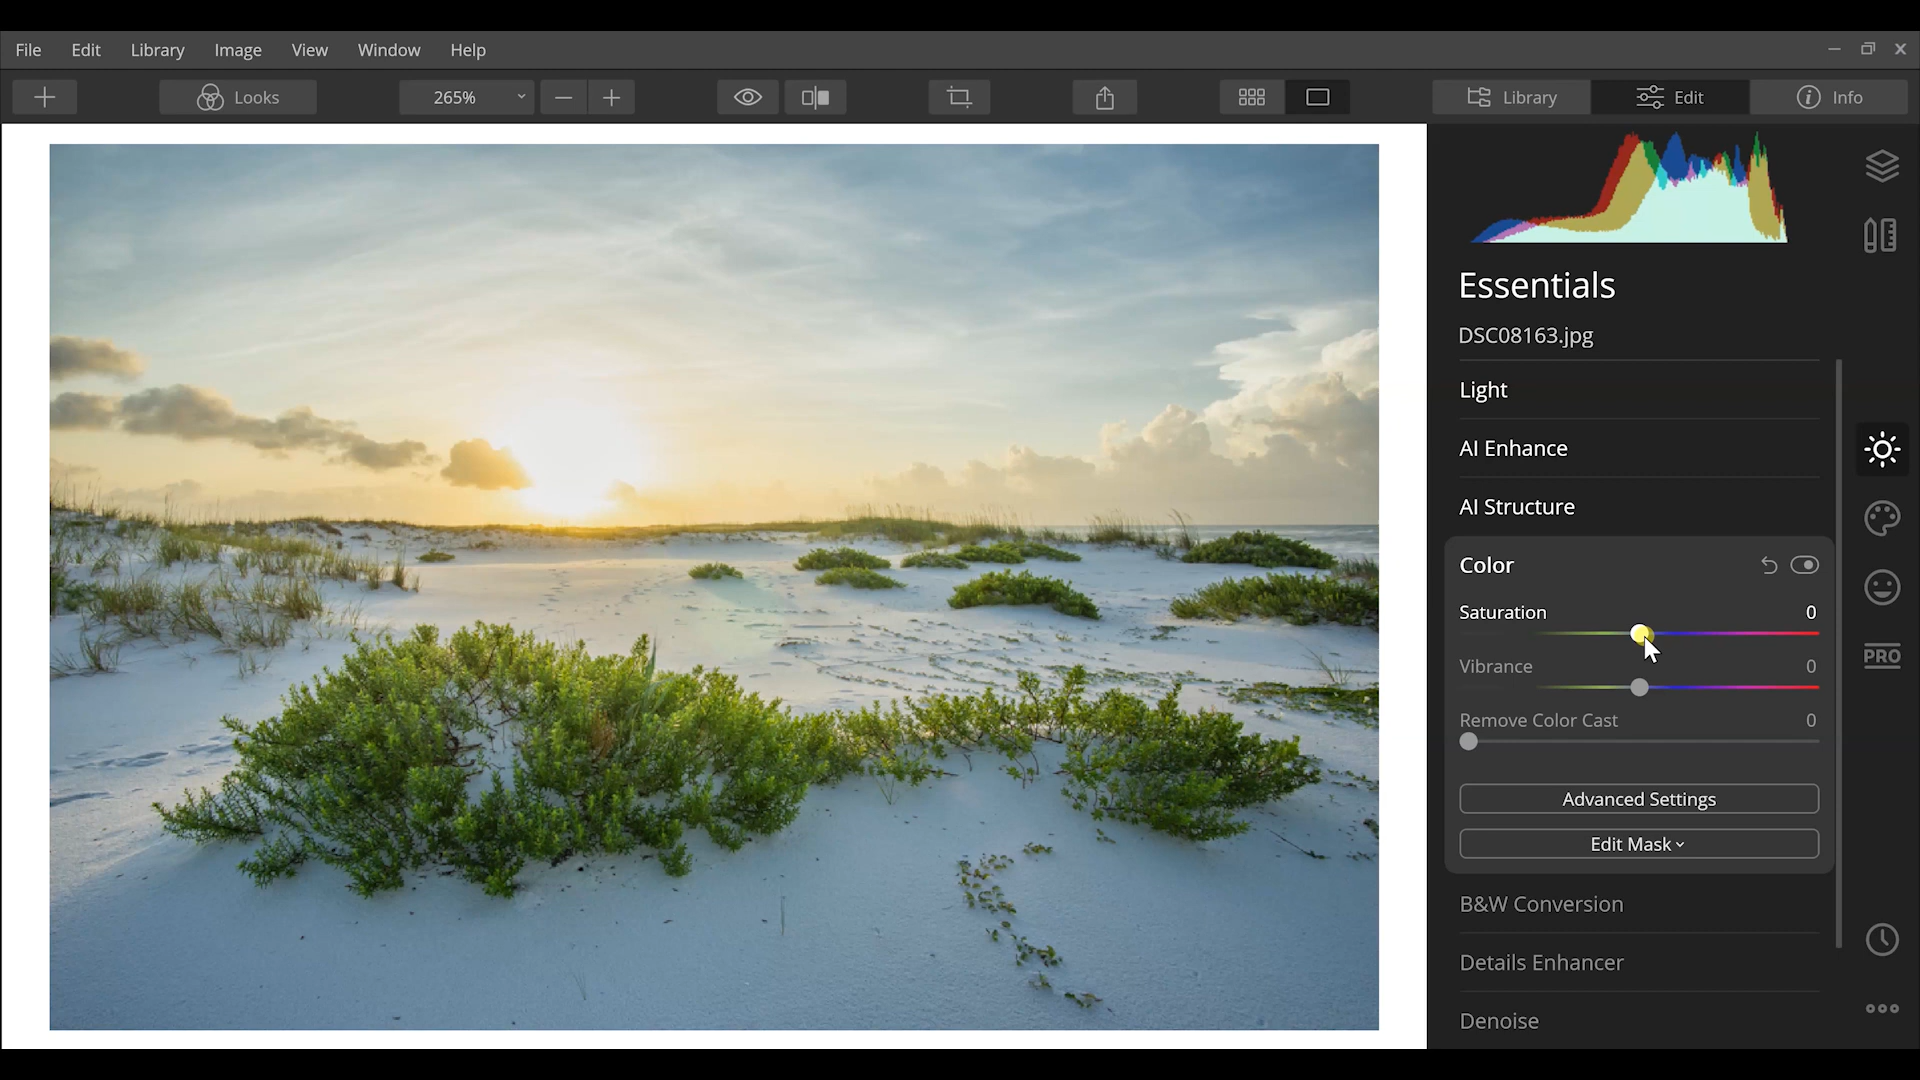 File Edit Library Image View Window Help
Looks 265% Library Edit Info
Essentials
DSC08163.jpg
Light
AI Enhance
AI Structure
Color
Saturation 0
Vibrance 0
Remove Color Cast 0
Advanced Settings
Edit Mask
B&W Conversion
Details Enhancer
Denoise
PRO